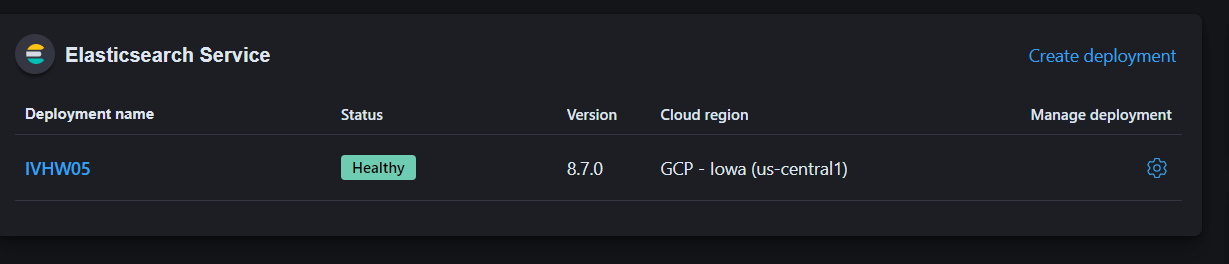 Elasticsearch Service
Create deployment
Deployment name Status Version Cloud region Manage deployment
IVHW05 Healthy 8.7.0 GCP - Iowa (us-central1)